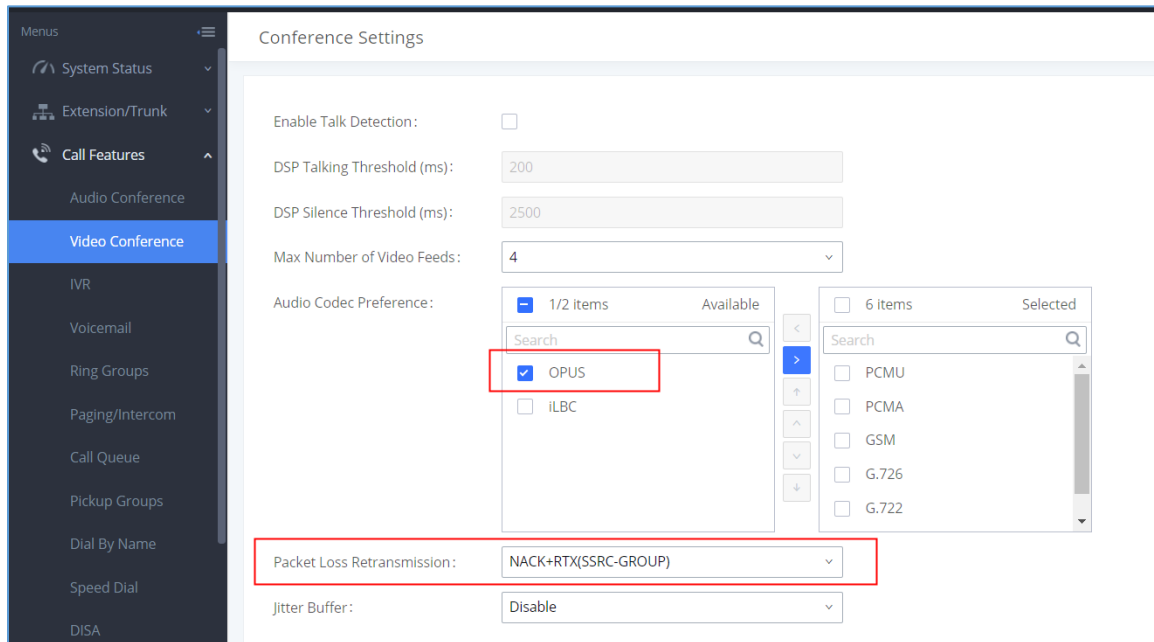 Menus
System Status
Extension/Trunk
Call Features
Audio Conference
Video Conference
IVR
Voicemail
Ring Groups
Paging/Intercom
Call Queue
Pickup Groups
Dial By Name
Speed Dial
DISA
Conference Settings
Enable Talk Detection:
DSP Talking Threshold (ms): 200
DSP Silence Threshold (ms): 2500
Max Number of Video Feeds: 4
Audio Codec Preference:
1/2 items Available
Search
OPUS
iLBC
6 items Selected
Search
PCMU
PCMA
GSM
G.726
G.722
Packet Loss Retransmission: NACK+RTX(SSRC-GROUP)
Jitter Buffer: Disable